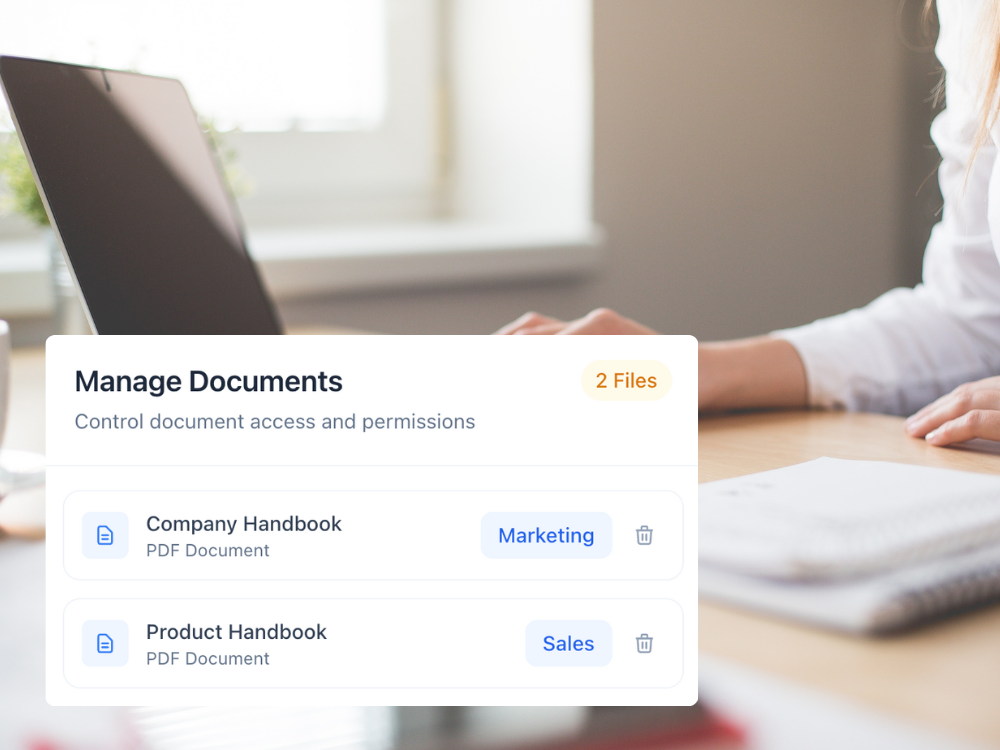 Manage Documents
2 Files
Control document access and permissions
Company Handbook
PDF Document
Marketing
Product Handbook
PDF Document
Sales